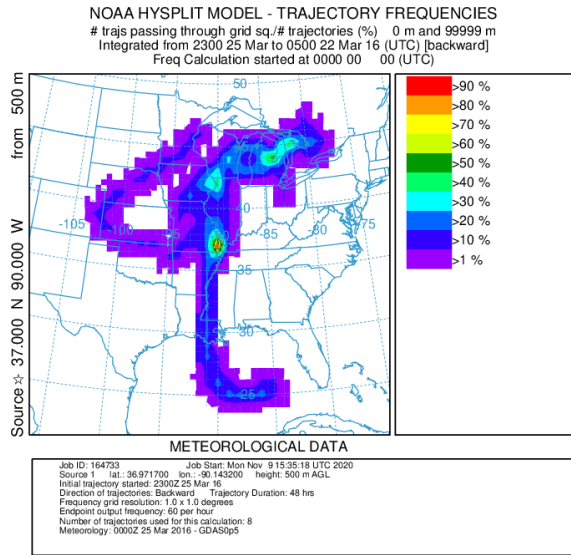 NOAA HYSPLIT MODEL - TRAJECTORY FREQUENCIES
# trajs passing through grid sq./# trajectories (%) 0 m and 99999 m
Integrated from 2300 25 Mar to 0500 22 Mar 16 (UTC) [backward]
Freq Calculation started at 0000 00 00 (UTC)
Source ☆ 37.000 N 90.000 W from 500 m
50
-105
-100
-85
-75
-35
-30
-25
>90 %
>80 %
>70 %
>60 %
>50 %
>40 %
>30 %
>20 %
>10 %
>1 %
METEOROLOGICAL DATA
Job ID: 164733 Job Start: Mon Nov 9 15:35:18 UTC 2020
Source 1 lat.: 36.971700 lon.: -90.143200 height: 500 m AGL
Initial trajectory started: 2300Z 25 Mar 16
Direction of trajectories: Backward Trajectory Duration: 48 hrs
Frequency grid resolution: 1.0 x 1.0 degrees
Endpoint output frequency: 60 per hour
Number of trajectories used for this calculation: 8
Meteorology: 0000Z 25 Mar 2016 - GDAS0p5